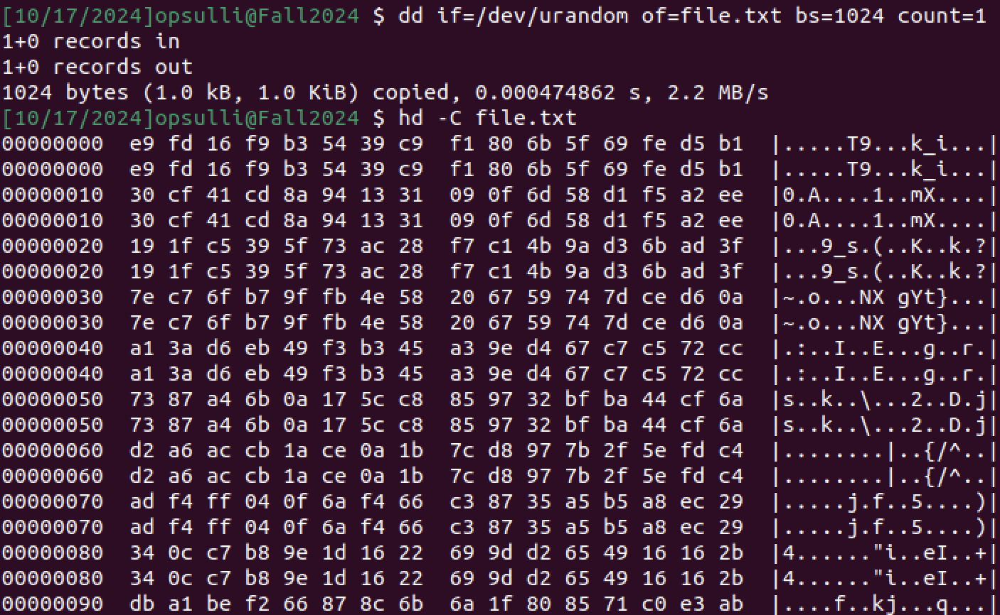 [10/17/2024]opsulli@Fall2024 $ dd if=/dev/urandom of=file.txt bs=1024 count=1
1+0 records in
1+0 records out
1024 bytes (1.0 kB, 1.0 KiB) copied, 0.000474862 s, 2.2 MB/s
[10/17/2024]opsulli@Fall2024 $ hd -C file.txt
00000000  e9 fd 16 f9 b3 54 39 c9  f1 80 6b 5f 69 fe d5 b1  |.....T9...k_i...|
00000000  e9 fd 16 f9 b3 54 39 c9  f1 80 6b 5f 69 fe d5 b1  |.....T9...k_i...|
00000010  30 cf 41 cd 8a 94 13 31  09 0f 6d 58 d1 f5 a2 ee  |0.A....1..mX....|
00000010  30 cf 41 cd 8a 94 13 31  09 0f 6d 58 d1 f5 a2 ee  |0.A....1..mX....|
00000020  19 1f c5 39 5f 73 ac 28  f7 c1 4b 9a d3 6b ad 3f  |...9_s.(..K..k.?|
00000020  19 1f c5 39 5f 73 ac 28  f7 c1 4b 9a d3 6b ad 3f  |...9_s.(..K..k.?|
00000030  7e c7 6f b7 9f fb 4e 58  20 67 59 74 7d ce d6 0a  |~.o...NX gYt}...|
00000030  7e c7 6f b7 9f fb 4e 58  20 67 59 74 7d ce d6 0a  |~.o...NX gYt}...|
00000040  a1 3a d6 eb 49 f3 b3 45  a3 9e d4 67 c7 c5 72 cc  |.:..I..E...g..r.|
00000040  a1 3a d6 eb 49 f3 b3 45  a3 9e d4 67 c7 c5 72 cc  |.:..I..E...g..r.|
00000050  73 87 a4 6b 0a 17 5c c8  85 97 32 bf ba 44 cf 6a  |s..k..\...2..D.j|
00000050  73 87 a4 6b 0a 17 5c c8  85 97 32 bf ba 44 cf 6a  |s..k..\...2..D.j|
00000060  d2 a6 ac cb 1a ce 0a 1b  7c d8 97 7b 2f 5e fd c4  |........|..{/^..|
00000060  d2 a6 ac cb 1a ce 0a 1b  7c d8 97 7b 2f 5e fd c4  |........|..{/^..|
00000070  ad f4 ff 04 0f 6a f4 66  c3 87 35 a5 b5 a8 ec 29  |.....j.f..5....)|
00000070  ad f4 ff 04 0f 6a f4 66  c3 87 35 a5 b5 a8 ec 29  |.....j.f..5....)|
00000080  34 0c c7 b8 9e 1d 16 22  69 9d d2 65 49 16 16 2b  |4......"i..eI..+|
00000080  34 0c c7 b8 9e 1d 16 22  69 9d d2 65 49 16 16 2b  |4......"i..eI..+|
00000090  db a1 be f2 66 87 8c 6b  6a 1f 80 85 71 c0 e3 ab  |....f..kj...q...|